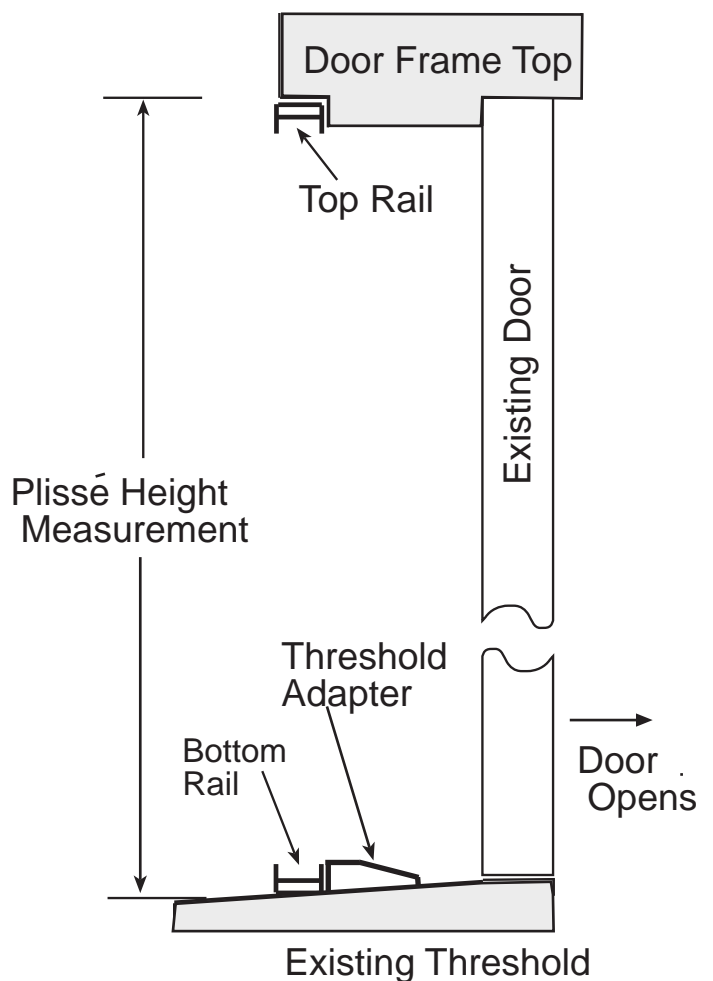 Door Frame Top
Top Rail
Existing Door
Plissé Height
Measurement
Threshold
Adapter
Bottom
Rail
Door
Opens
Existing Threshold